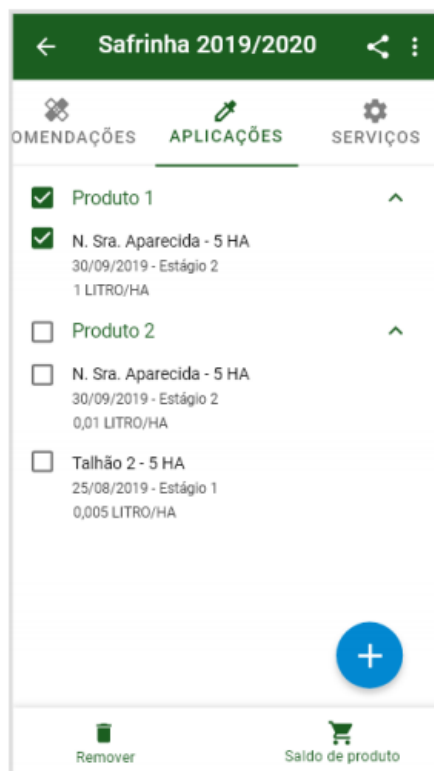 Safrinha 2019/2020
OMENDAÇÕES
APLICAÇÕES
SERVIÇOS
Produto 1
N. Sra. Aparecida - 5 HA
30/09/2019 - Estágio 2
1 LITRO/HA
Produto 2
N. Sra. Aparecida - 5 HA
30/09/2019 - Estágio 2
0,01 LITRO/HA
Talhão 2 - 5 HA
25/08/2019 - Estágio 1
0,005 LITRO/HA
Remover
Saldo de produto